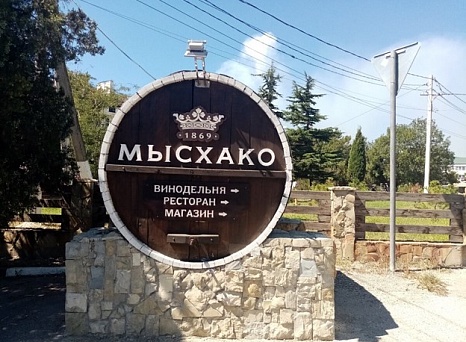 1869
МЫСХАКО
ВИНОДЕЛЬНЯ →
РЕСТОРАН →
МАГАЗИН →